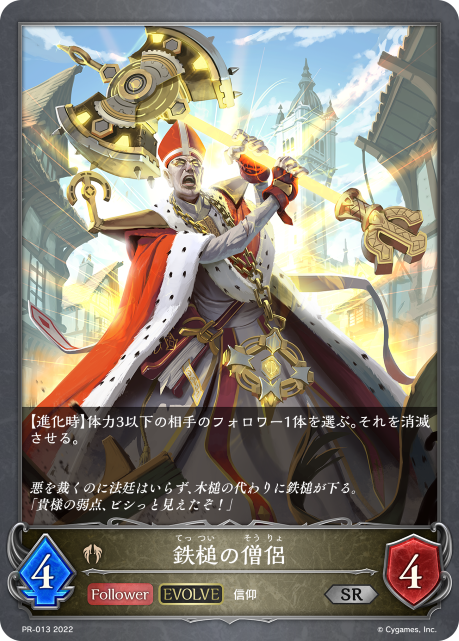 【進化時】体力3以下の相手のフォロワー1体を選ぶ。それを消滅
させる。
悪を裁くのに法廷はいらず、木槌の代わりに鉄槌が下る。
「貴様の弱点、ビシっと見えたぞ!」
てっつい そうりょ
鉄槌の僧侶
4
4
Follower EVOLVE 信仰 SR
PR-013 2022 © Cygames, Inc.